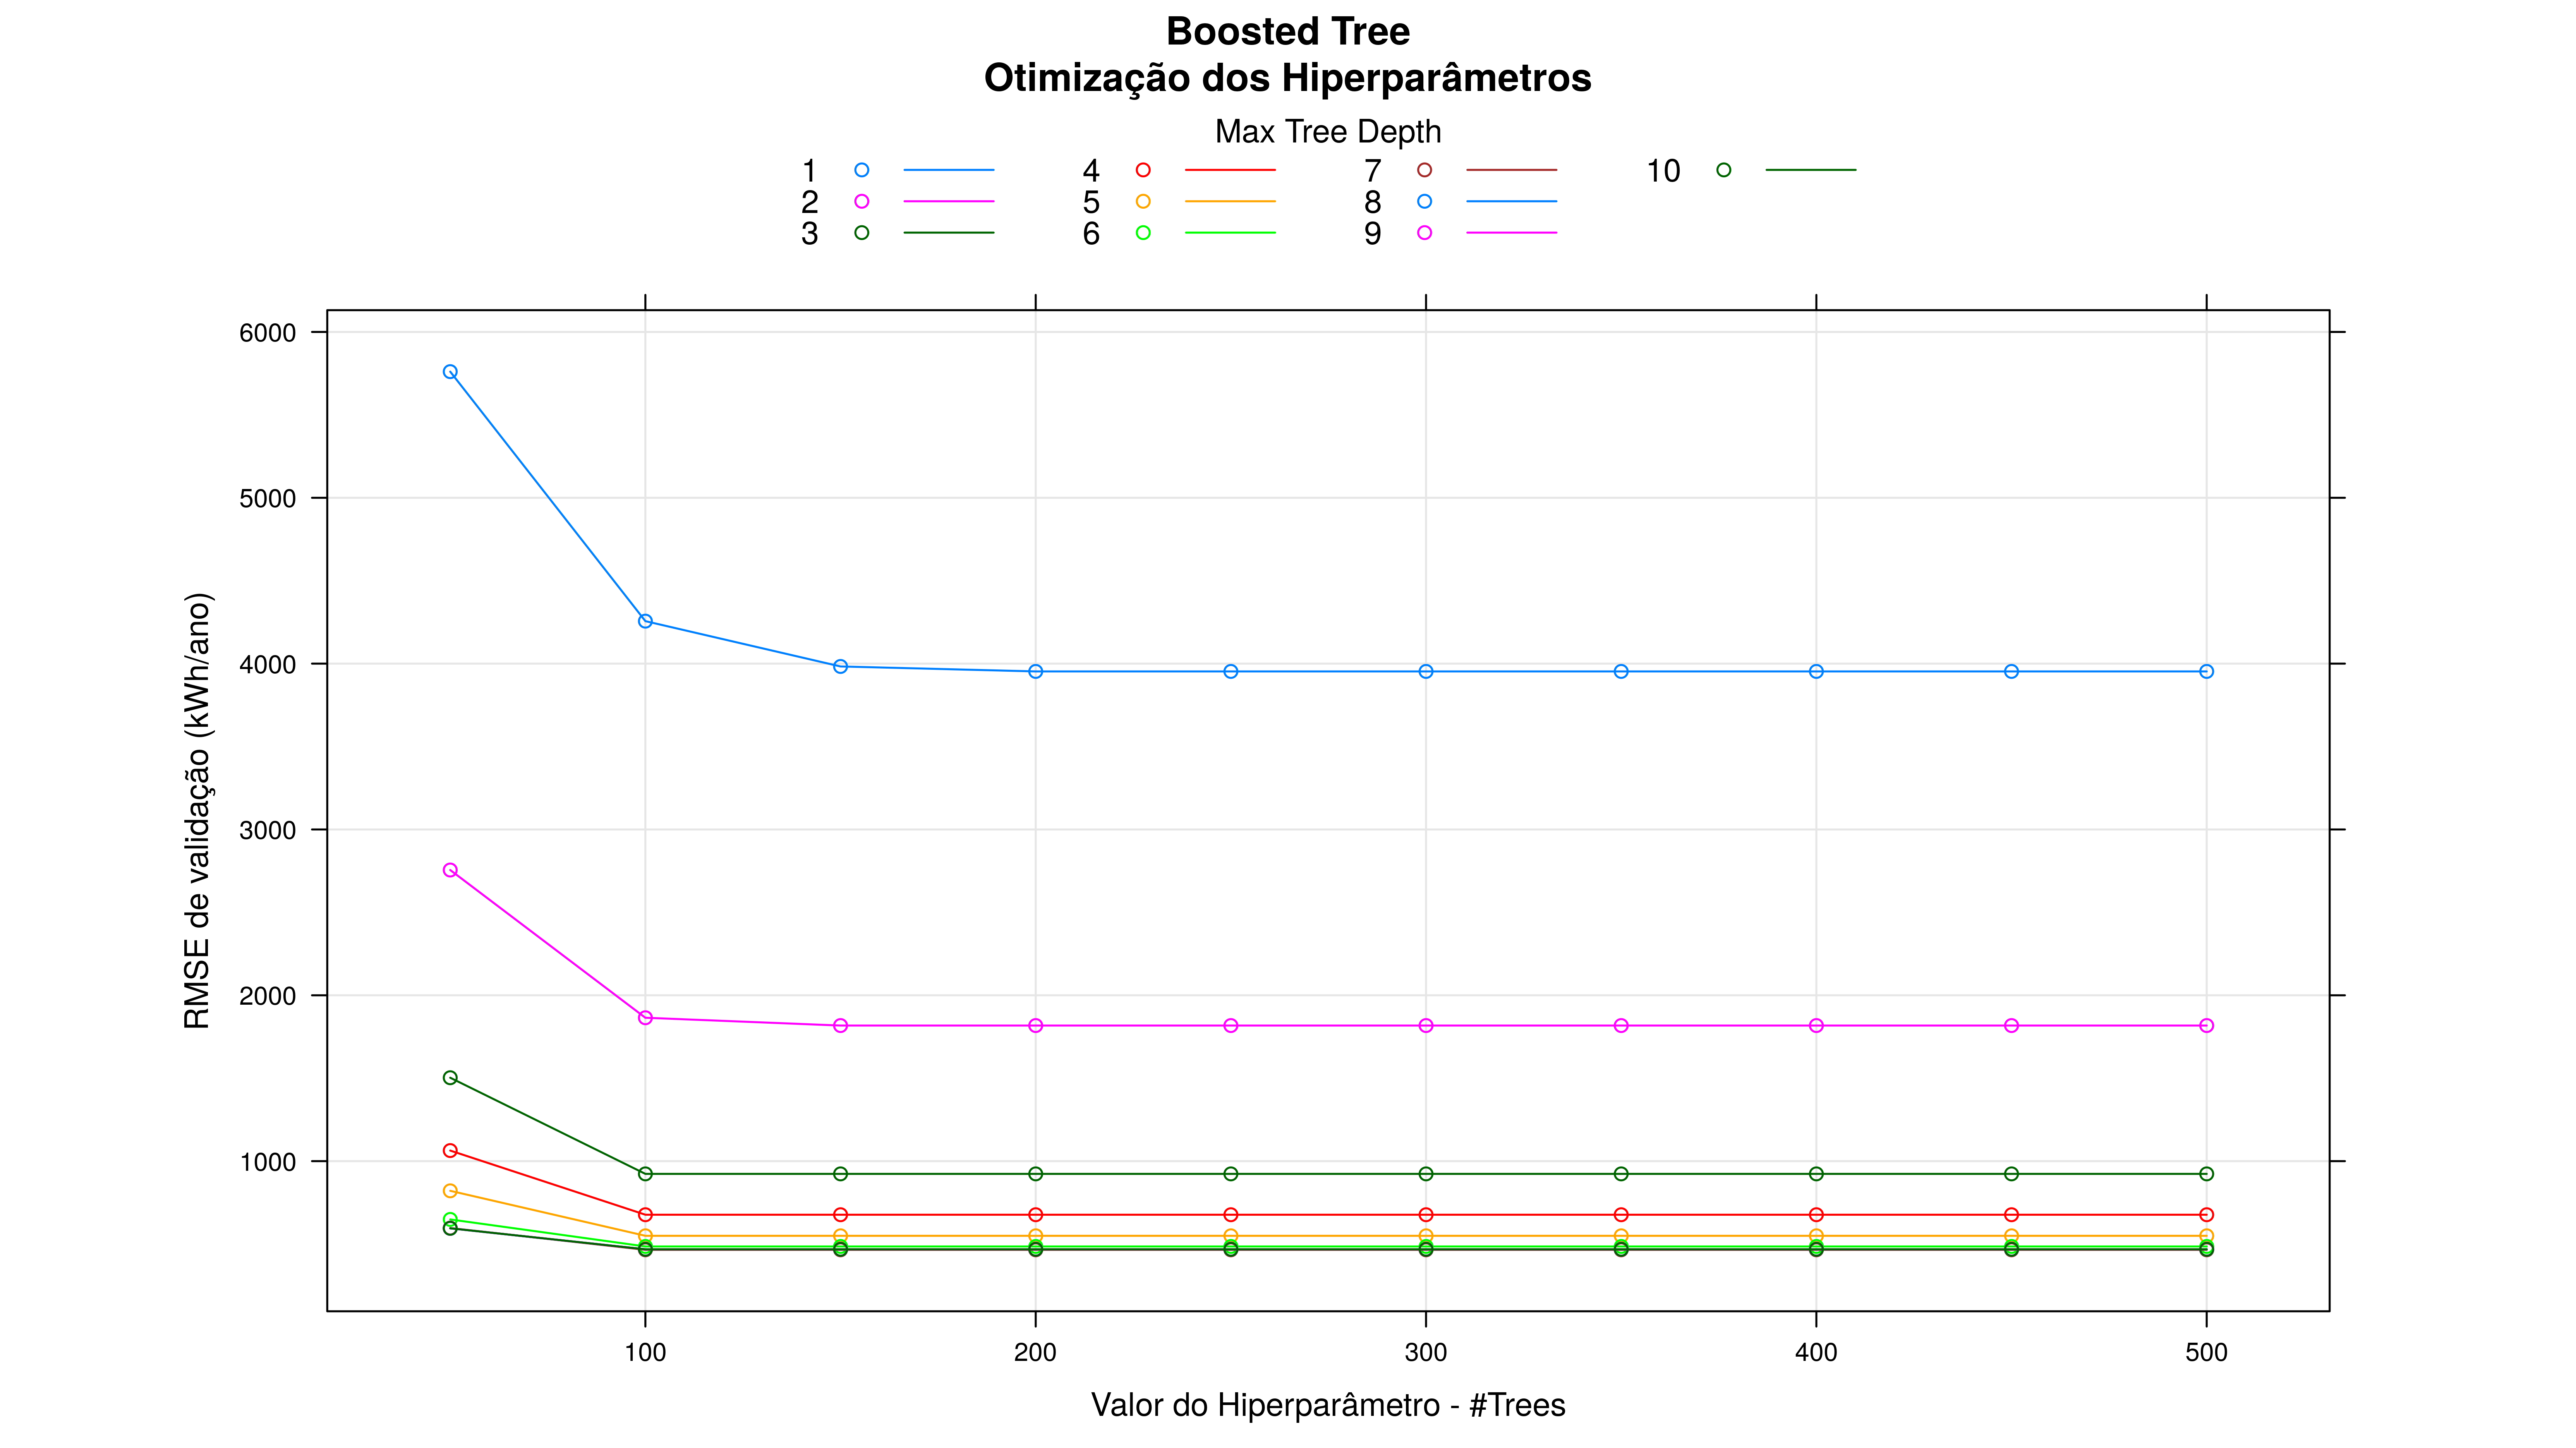 Boosted Tree
Otimização dos Hiperparâmetros
Max Tree Depth
1 4 7 10
2 5 8
3 6 9
6000
5000
4000
3000
2000
1000
RMSE de validação (kWh/ano)
100 200 300 400 500
Valor do Hiperparâmetro - #Trees